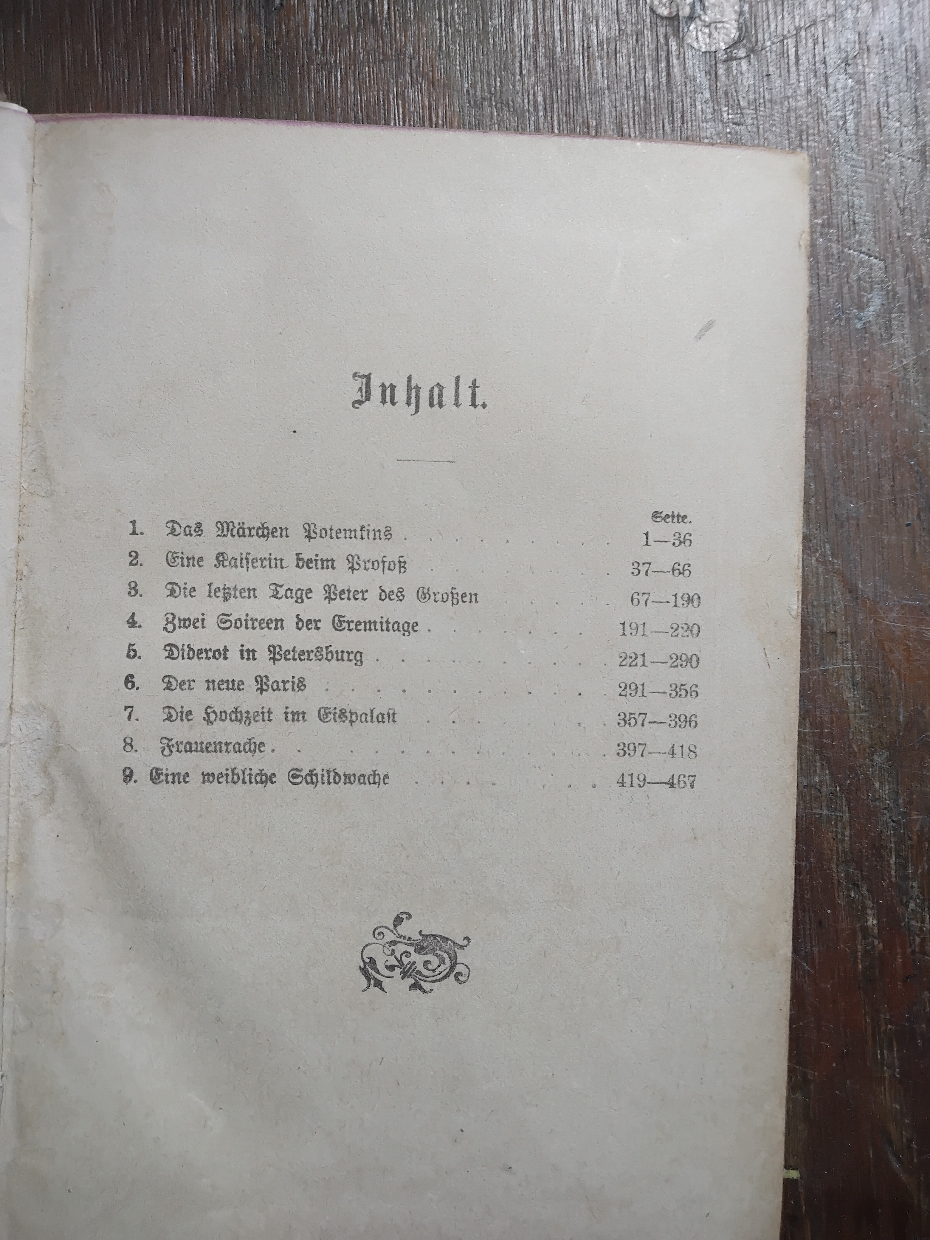 Inhalt.
Seite.
1. Das Märchen Potemkins . . . . 1—36
2. Eine Kaiserin beim Profoß . . . 37—66
3. Die letzten Tage Peter des Großen . . . . 67—190
4. Zwei Soireen der Eremitage . . . . . . 191—220
5. Diderot in Petersburg . . . . . . . . 221—290
6. Der neue Paris . . . . . . . . . 291—356
7. Die Hochzeit im Eispalast . . . . . . 357—396
8. Frauenrache . . . . . . . . . . 397—418
9. Eine weibliche Schildwache . . . . . 419—467